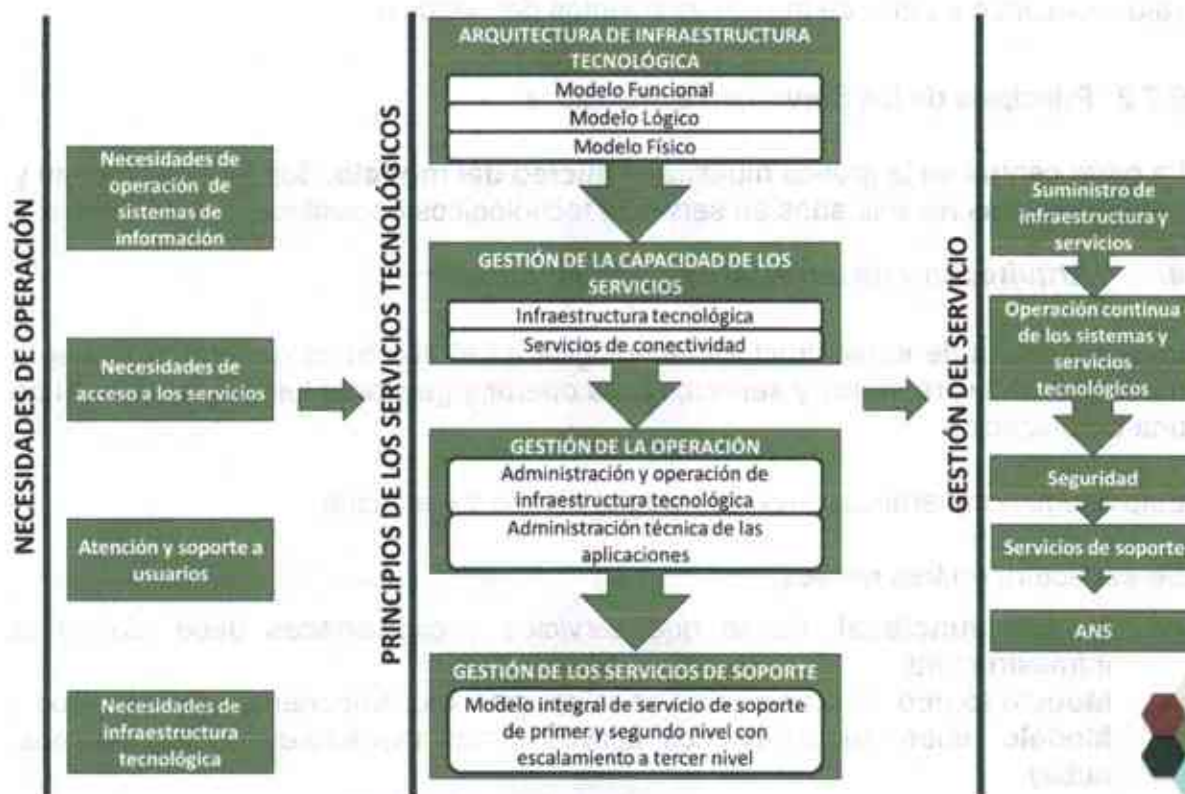 NECESIDADES DE OPERACIÓN
Necesidades de
operación de
sistemas de
información
Necesidades de
acceso a los servicios
Atención y soporte a
usuarios
Necesidades de
infraestructura
tecnológica
PRINCIPIOS DE LOS SERVICIOS TECNOLÓGICOS
ARQUITECTURA DE INFRAESTRUCTURA
TECNOLÓGICA
Modelo Funcional
Modelo Lógico
Modelo Físico
GESTIÓN DE LA CAPACIDAD DE LOS
SERVICIOS
Infraestructura tecnológica
Servicios de conectividad
GESTIÓN DE LA OPERACIÓN
Administración y operación de
infraestructura tecnológica
Administración técnica de las
aplicaciones
GESTIÓN DE LOS SERVICIOS DE SOPORTE
Modelo integral de servicio de soporte
de primer y segundo nivel con
escalamiento a tercer nivel
GESTIÓN DEL SERVICIO
Suministro de
infraestructura y
servicios
Operación continua
de los sistemas y
servicios
tecnológicos
Seguridad
Servicios de soporte
ANS